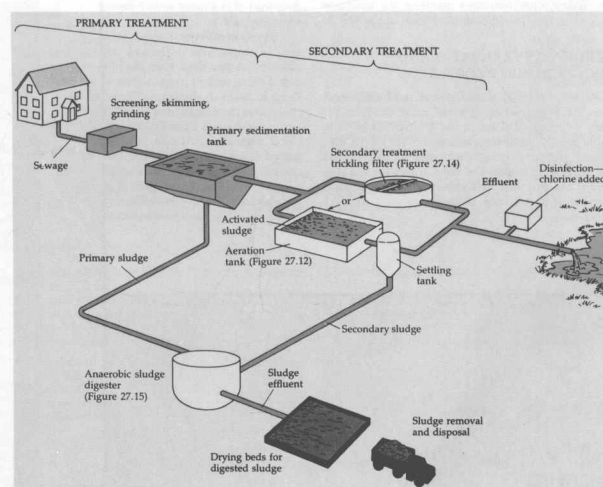 PRIMARY TREATMENT
SECONDARY TREATMENT
Screening, skimming,
grinding
Primary sedimentation
tank
Secondary treatment
trickling filter (Figure 27.14)
Disinfection—
chlorine added
Sewage
Effluent
or
Activated
sludge
Aeration
tank (Figure 27.12)
Settling
tank
Primary sludge
Secondary sludge
Anaerobic sludge
digester
(Figure 27.15)
Sludge
effluent
Sludge removal
and disposal
Drying beds for
digested sludge